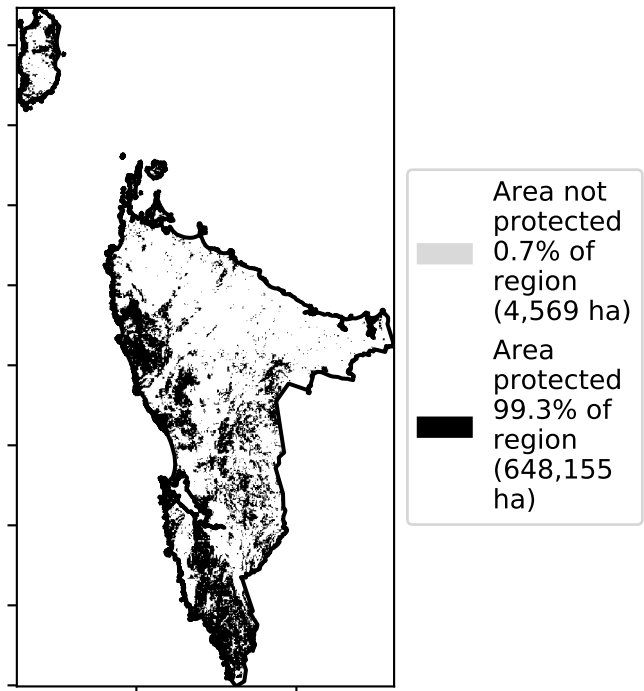 Area not
protected
0.7% of
region
(4,569 ha)
Area
protected
99.3% of
region
(648,155
ha)